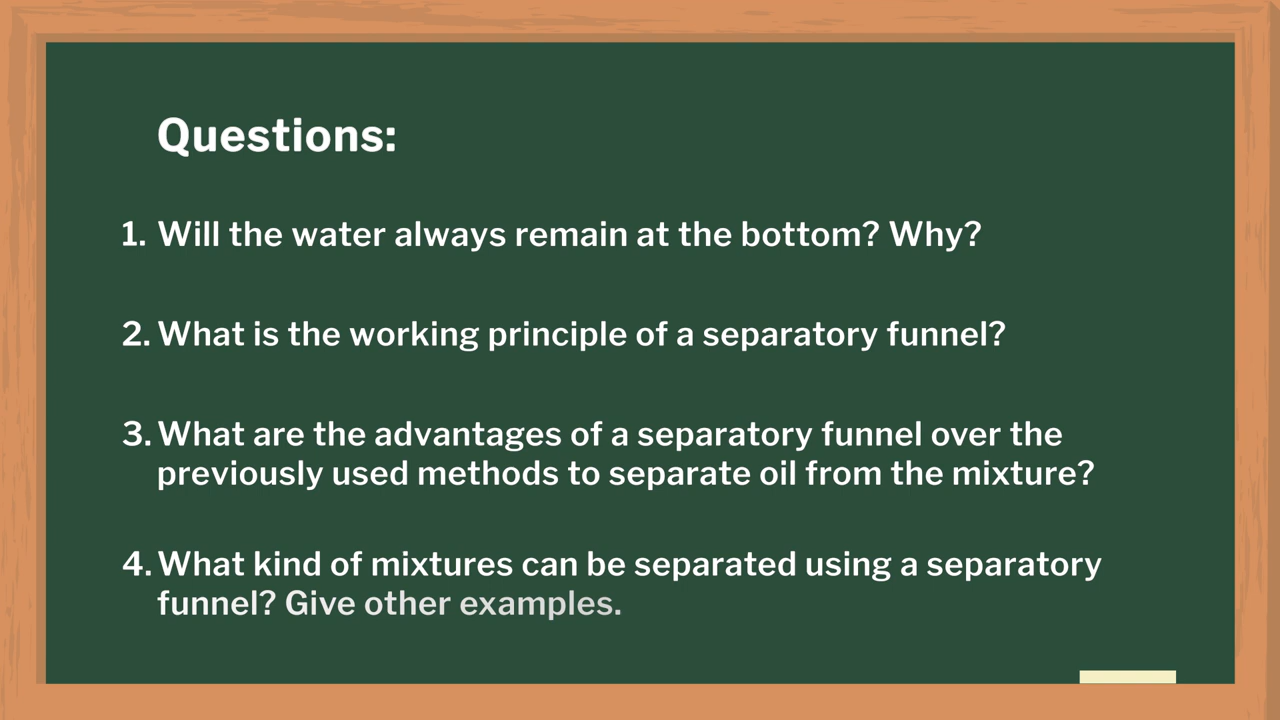 Questions:
1. Will the water always remain at the bottom? Why?
2. What is the working principle of a separatory funnel?
3. What are the advantages of a separatory funnel over the
previously used methods to separate oil from the mixture?
4. What kind of mixtures can be separated using a separatory
funnel? Give other examples.